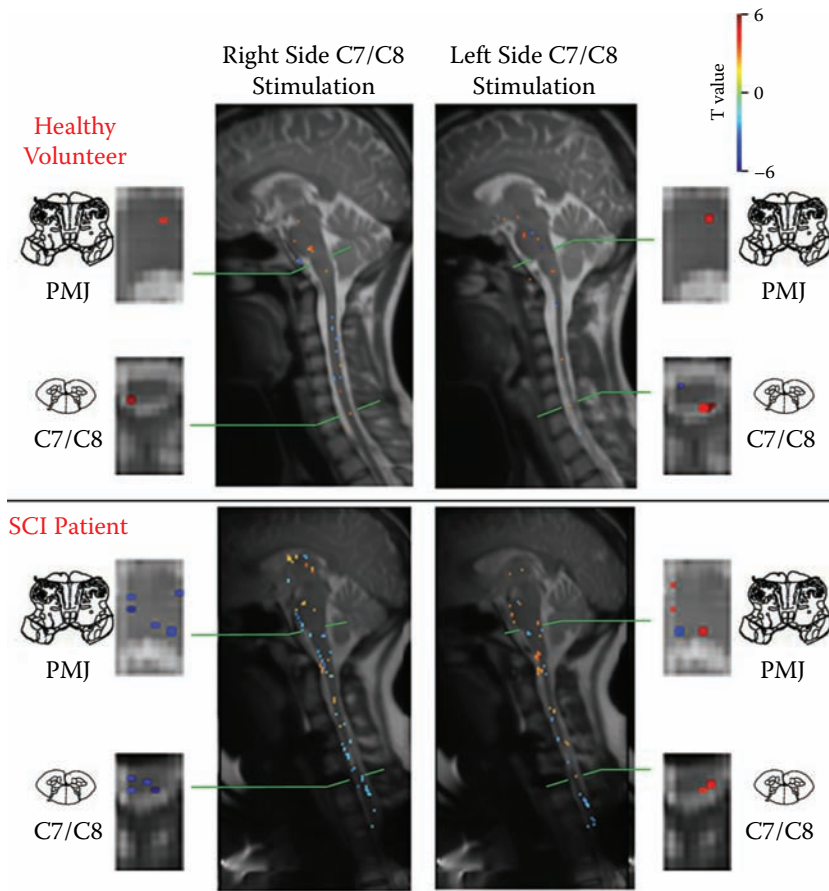 Right Side C7/C8
Stimulation
Left Side C7/C8
Stimulation
6
0
−6
T value
Healthy
Volunteer
PMJ
PMJ
C7/C8
C7/C8
SCI Patient
PMJ
PMJ
C7/C8
C7/C8